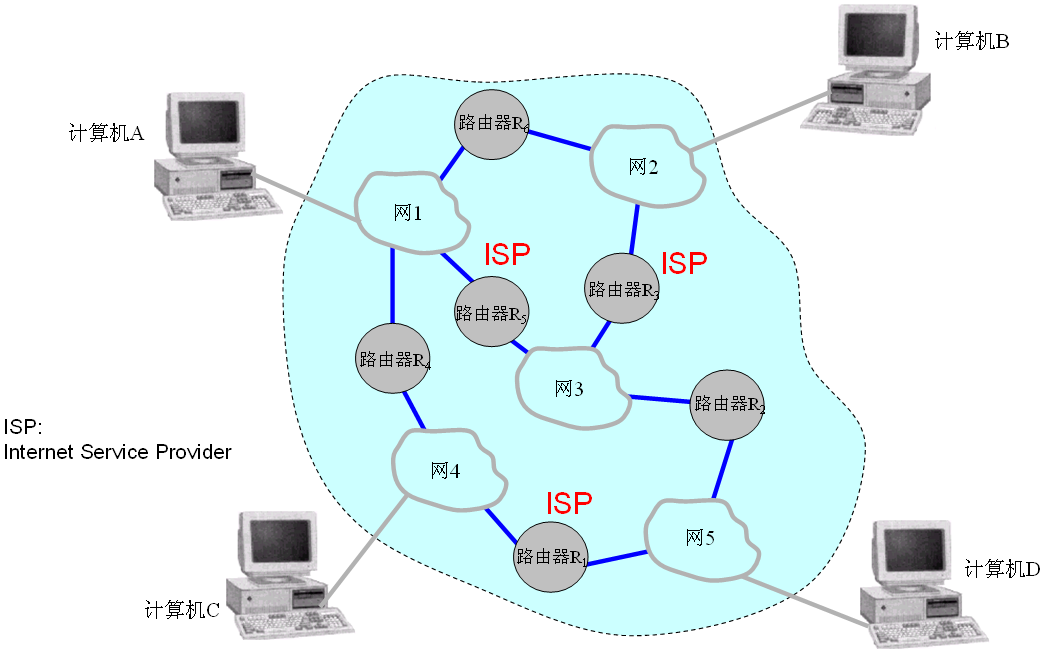 计算机B
路由器R6
计算机A
网2
网1
ISP
ISP
路由器R3
路由器R5
路由器R4
网3
路由器R2
ISP:
Internet Service Provider
网4
ISP
网5
路由器R1
计算机D
计算机C